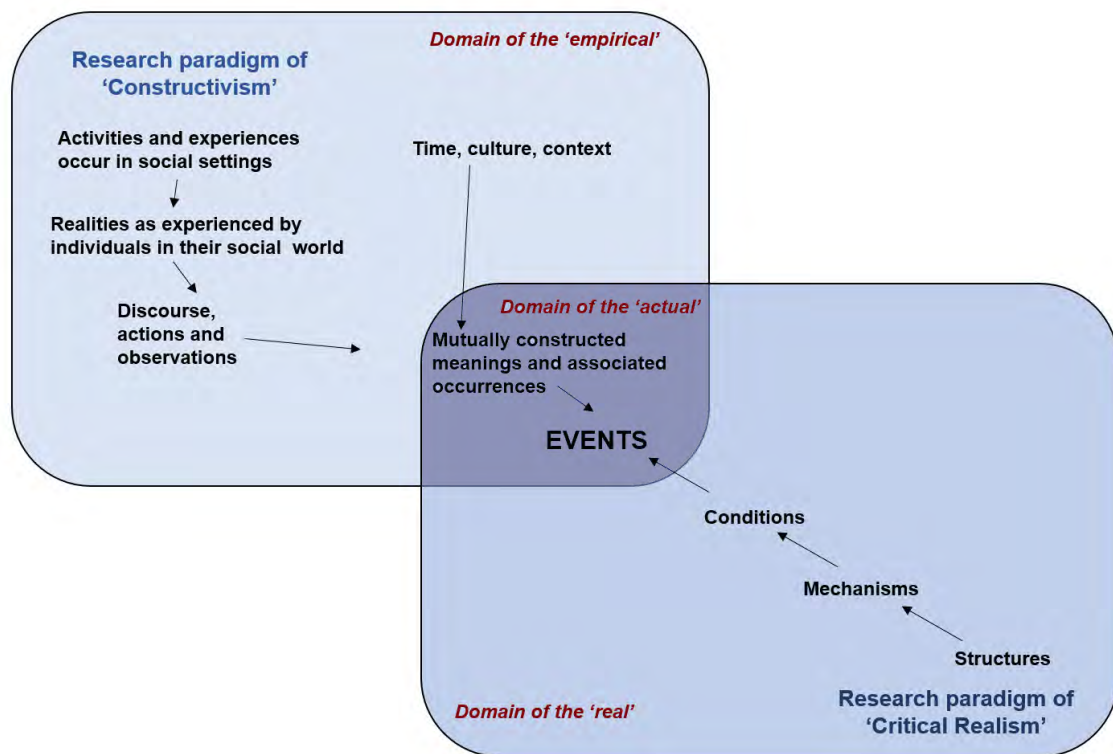 Domain of the ‘empirical’
Research paradigm of
‘Constructivism’
Activities and experiences
occur in social settings
Time, culture, context
Realities as experienced by
individuals in their social world
Discourse,
actions and
observations
Domain of the ‘actual’
Mutually constructed
meanings and associated
occurrences
EVENTS
Conditions
Mechanisms
Structures
Research paradigm of
‘Critical Realism’
Domain of the ‘real’